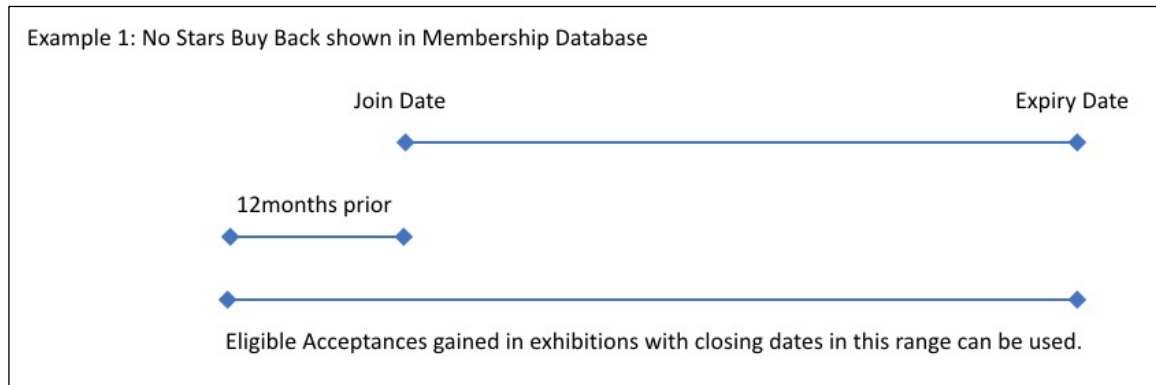 Example 1: No Stars Buy Back shown in Membership Database
Join Date
Expiry Date
12months prior
Eligible Acceptances gained in exhibitions with closing dates in this range can be used.